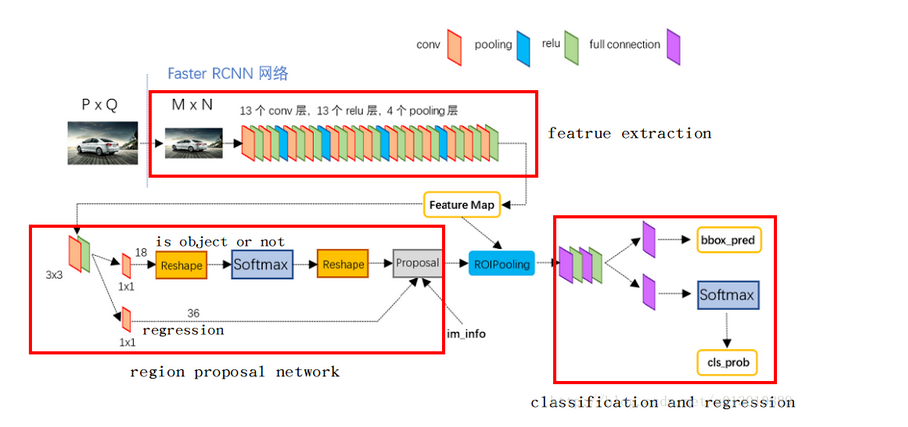 conv pooling relu full connection
Faster RCNN 网络
P x Q
M x N
13 个 conv 层，13 个 relu 层，4 个 pooling 层
featrue extraction
Feature Map
is object or not
18
3x3
1x1
Reshape
Softmax
Reshape
Proposal
ROIPooling
bbox_pred
36
regression
1x1
im_info
Softmax
cls_prob
region proposal network
classification and regression